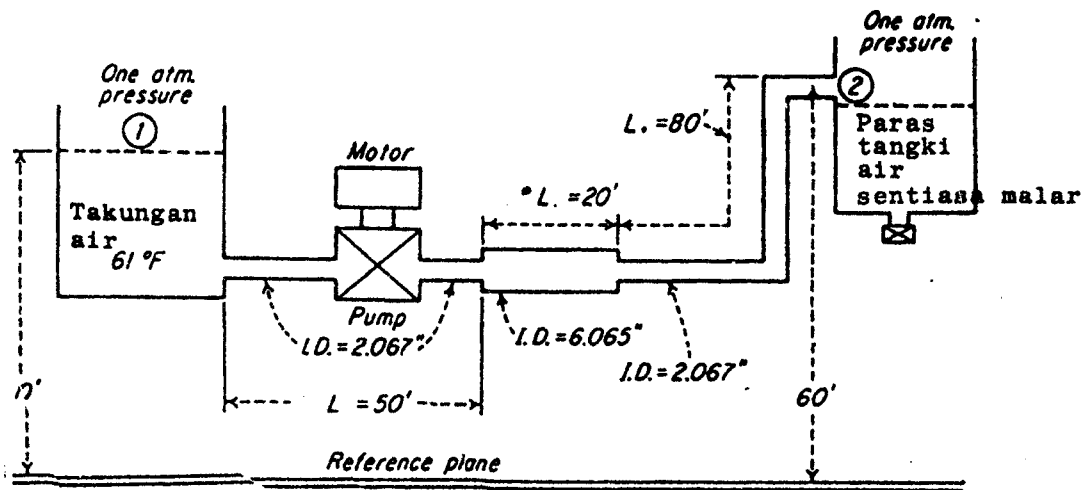 One atm.
pressure
1
Takungan
air
61 °F
Motor
Pump
I.D.=2.067"
L =50'
L.=20'
I.D.=6.065"
I.D.=2.067"
L.=80'
One atm.
pressure
2
Paras
tangki
air
sentiasa malar
60'
Reference plane